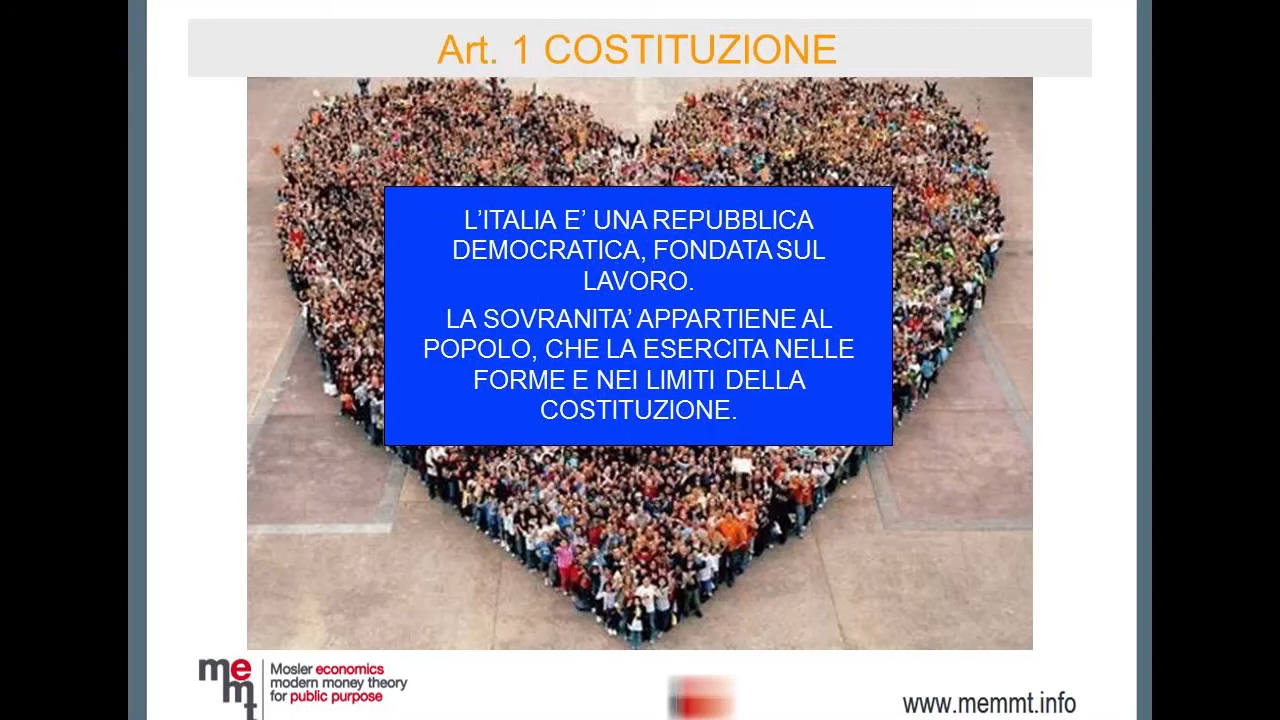 Art. 1 COSTITUZIONE
L'ITALIA E' UNA REPUBBLICA
DEMOCRATICA, FONDATA SUL
LAVORO.
LA SOVRANITA' APPARTIENE AL
POPOLO, CHE LA ESERCITA NELLE
FORME E NEI LIMITI DELLA
COSTITUZIONE.
me
mt
Mosler economics
modern money theory
for public purpose
www.memmt.info